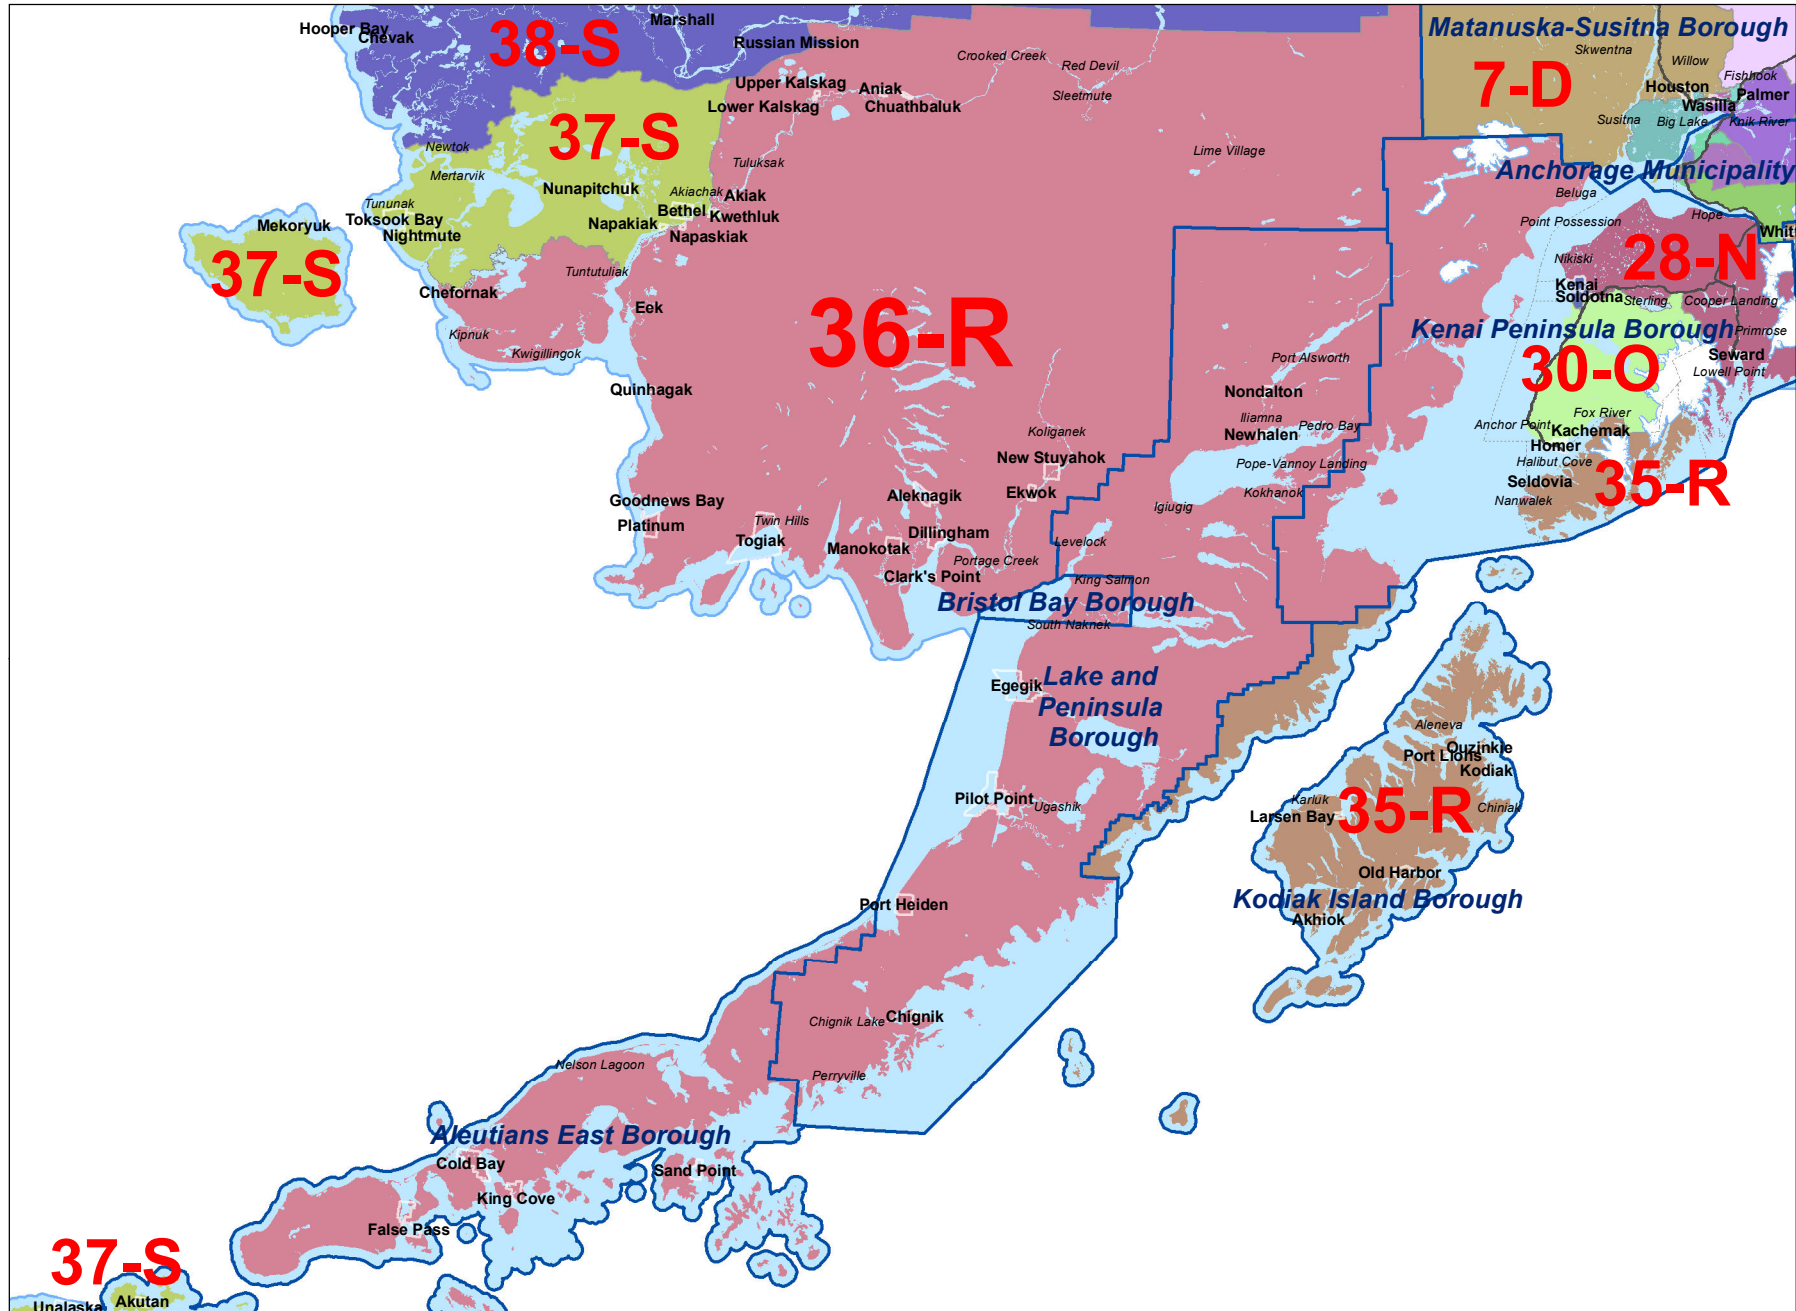 Hooper Bay
Chevak
38-S
Marshall
Russian Mission
Matanuska-Susitna Borough
Skwentna
Willow
7-D
Fishhook
Houston
Palmer
Wasilla
Susitna
Big Lake
Knik River
Crooked Creek
Red Devil
Sleetmute
Upper Kalskag
Aniak
Lower Kalskag
Chuathbaluk
37-S
Newtok
Mertarvik
Lime Village
Tuluksak
Anchorage Municipality
Beluga
Nunapitchuk
Akiachak
Akiak
Tununak
Toksook Bay
Bethel
Kwethluk
Nightmute
Napakiak
Napaskiak
Mekoryuk
37-S
Point Possession
Hope
Whitt
28-N
Nikiski
Kenai
Soldotna
Sterling
Cooper Landing
Tuntutuliak
Chefornak
Eek
36-R
Kipnuk
Kwigillingok
Kenai Peninsula Borough
Primrose
Seward
Lowell Point
30-O
Port Alsworth
Quinhagak
Nondalton
Iliamna
Newhalen
Pedro Bay
Fox River
Anchor Point
Kachemak
Homer
Halibut Cove
Koliganek
New Stuyahok
Pope-Vannoy Landing
Seldovia
35-R
Nanwalek
Kokhanok
Igiugig
Aleknagik
Ekwok
Goodnews Bay
Platinum
Twin Hills
Togiak
Dillingham
Manokotak
Levelock
Portage Creek
Clark's Point
King Salmon
Bristol Bay Borough
South Naknek
Egegik
Lake and
Peninsula
Borough
Aleneva
Ouzinkie
Port Lions
Kodiak
Pilot Point
Ugashik
Karluk
Larsen Bay
35-R
Chiniak
Old Harbor
Kodiak Island Borough
Akhiok
Port Heiden
Chignik Lake
Chignik
Perryville
Nelson Lagoon
Aleutians East Borough
Cold Bay
Sand Point
King Cove
False Pass
37-S
Unalaska
Akutan